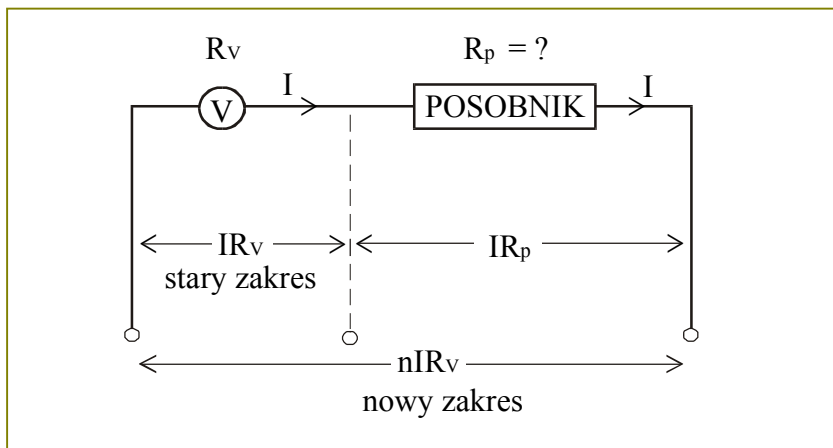 Rv Rp = ?
I I
V POSOBNIK
IRv IRp
stary zakres
nIRv
nowy zakres